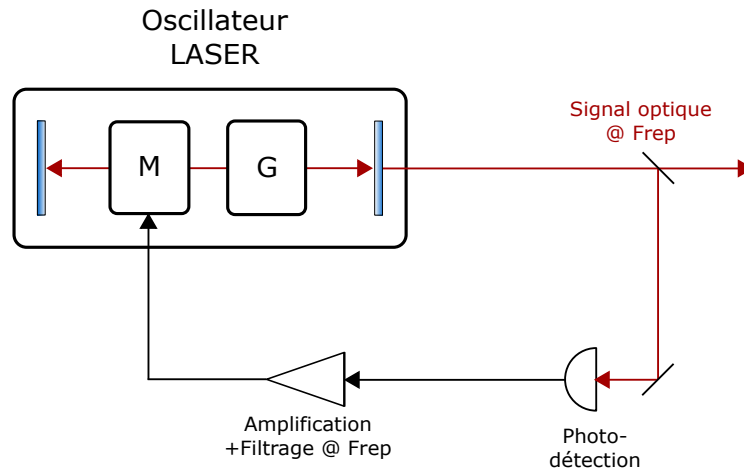 Oscillateur
LASER
Signal optique
@ Frep
M
G
Amplification
+Filtrage @ Frep
Photo-
détection